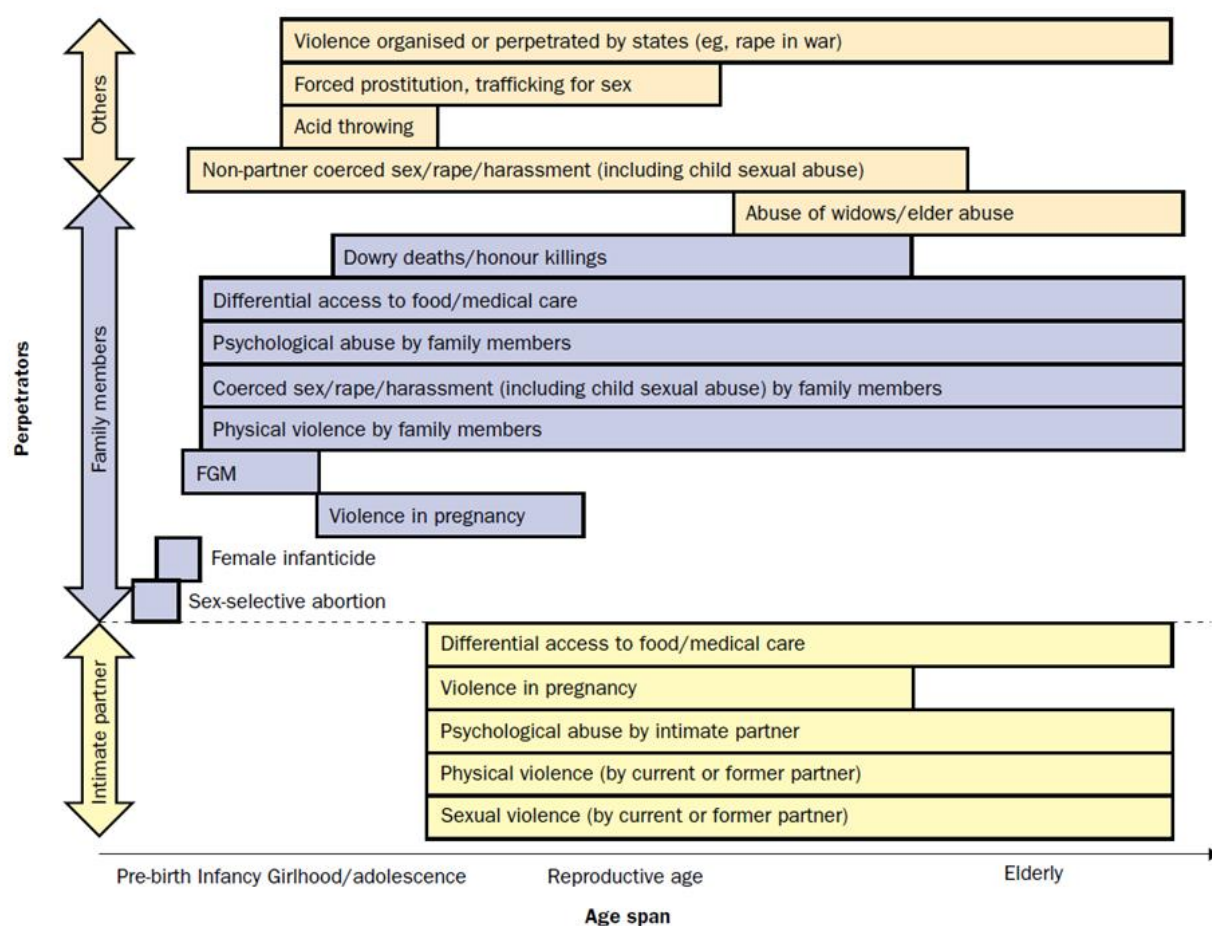 Violence organised or perpetrated by states (eg, rape in war)
Forced prostitution, trafficking for sex
Acid throwing
Non-partner coerced sex/rape/harassment (including child sexual abuse)
Abuse of widows/elder abuse
Others
Dowry deaths/honour killings
Differential access to food/medical care
Psychological abuse by family members
Coerced sex/rape/harassment (including child sexual abuse) by family members
Physical violence by family members
FGM
Violence in pregnancy
Female infanticide
Sex-selective abortion
Family members
Perpetrators
Differential access to food/medical care
Violence in pregnancy
Psychological abuse by intimate partner
Physical violence (by current or former partner)
Sexual violence (by current or former partner)
Intimate partner
Pre-birth Infancy Girlhood/adolescence Reproductive age Elderly
Age span